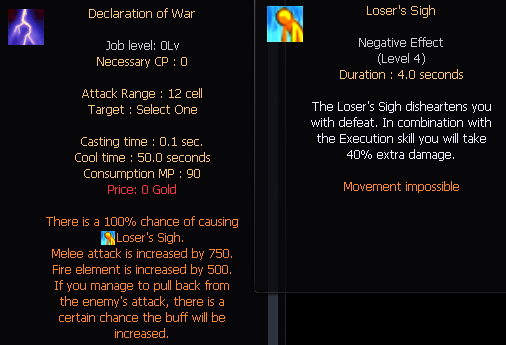 Declaration of War
Job level: 0Lv
Necessary CP : 0
Attack Range : 12 cell
Target : Select One
Casting time : 0.1 sec.
Cool time : 50.0 seconds
Consumption MP : 90
Price: 0 Gold
There is a 100% chance of causing
Loser's Sigh.
Melee attack is increased by 750.
Fire element is increased by 500.
If you manage to pull back from
the enemy's attack, there is a
certain chance the buff will be
increased.
Loser's Sigh
Negative Effect
(Level 4)
Duration : 4.0 seconds
The Loser's Sigh disheartens you
with defeat. In combination with
the Execution skill you will take
40% extra damage.
Movement impossible